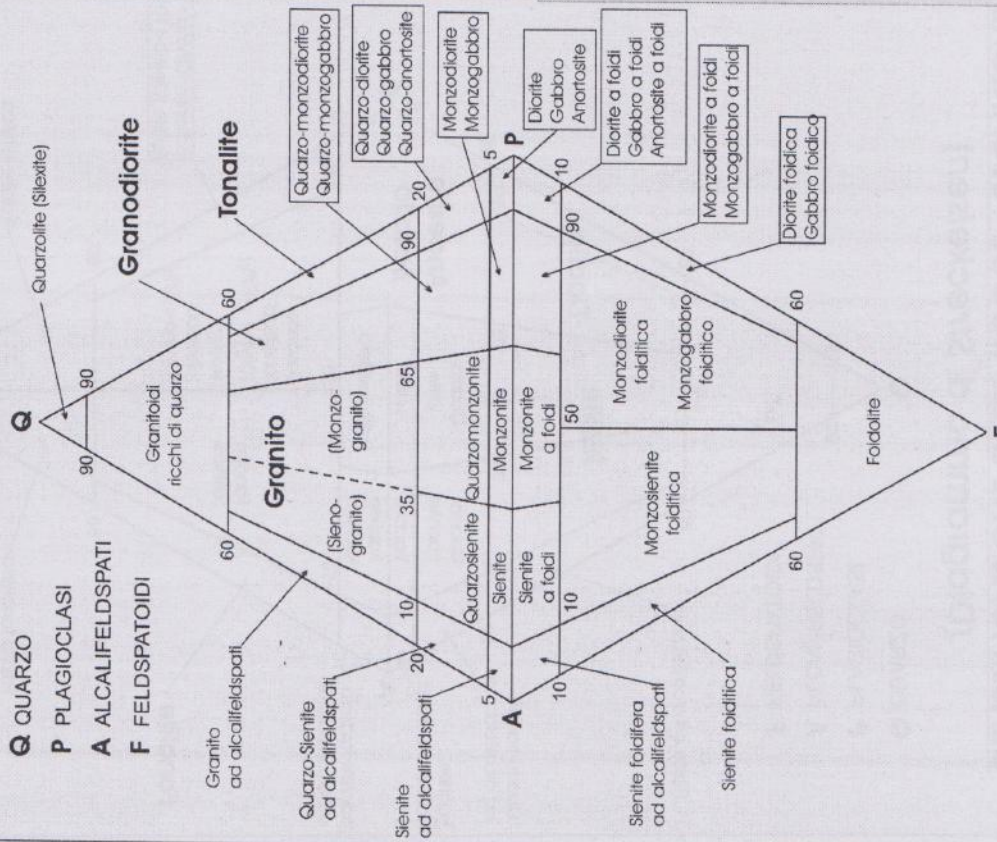 Q QUARZO
P PLAGIOCLASI
A ALCALIFELDSPATI
F FELDSPATOIDI
Q
Quarzolite (Silexite)
90
90
Granitoidi
ricchi di quarzo
Granodiorite
60
60
Tonalite
Granito
Granito
ad alcalifeldspati
(Sieno-
granito)
(Monzo-
granito)
Quarzo-monzodiorite
Quarzo-monzogabbro
Quarzo-Sienite
ad alcalifeldspati
Quarzo-diorite
Quarzo-gabbro
Quarzo-anortosite
20
10
35
65
90
20
Sienite
ad alcalifeldspati
Quarzosienite
Quarzomonzonite
Monzodiorite
Monzogabbro
5
5
A
Sienite
Monzonite
P
Sienite
a foidi
Monzonite
a foidi
Diorite
Gabbro
Anortosite
10
10
50
90
10
Diorite a foidi
Gabbro a foidi
Anortosite a foidi
Sienite foidifera
ad alcalifeldspati
Monzosienite
foiditica
Monzodiorite
foiditica
Monzogabbro
foiditico
Monzodiorite a foidi
Monzogabbro a foidi
Sienite foiditica
Diorite foidica
Gabbro foidico
60
60
Foidolite
F